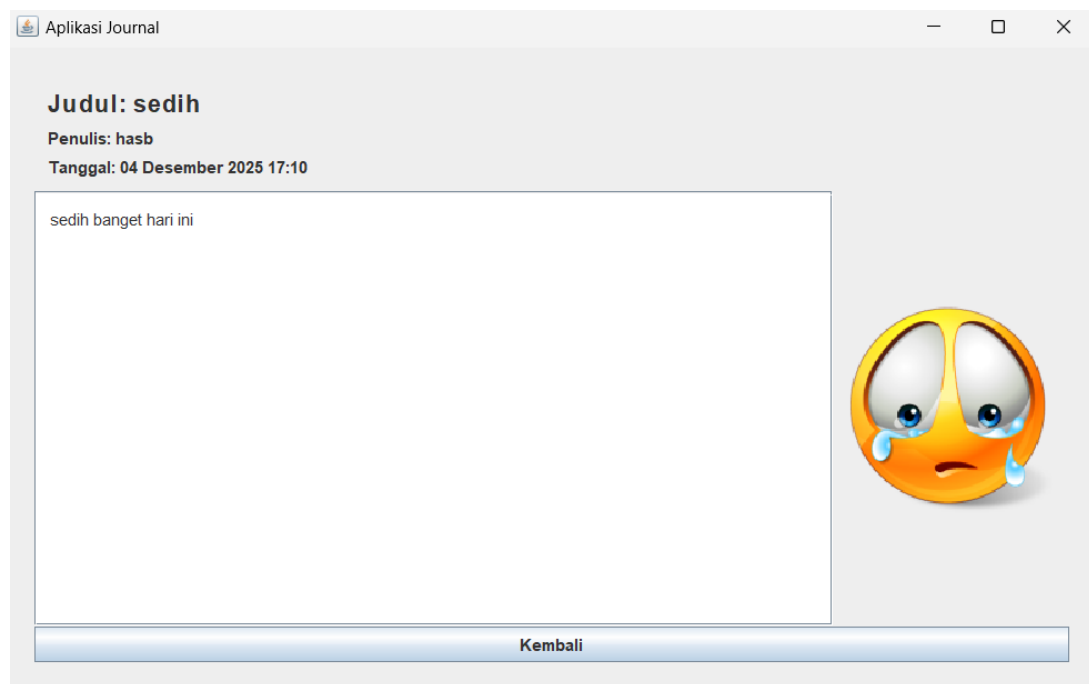 Aplikasi Journal
Judul: sedih
Penulis: hasb
Tanggal: 04 Desember 2025 17:10
sedih banget hari ini
Kembali